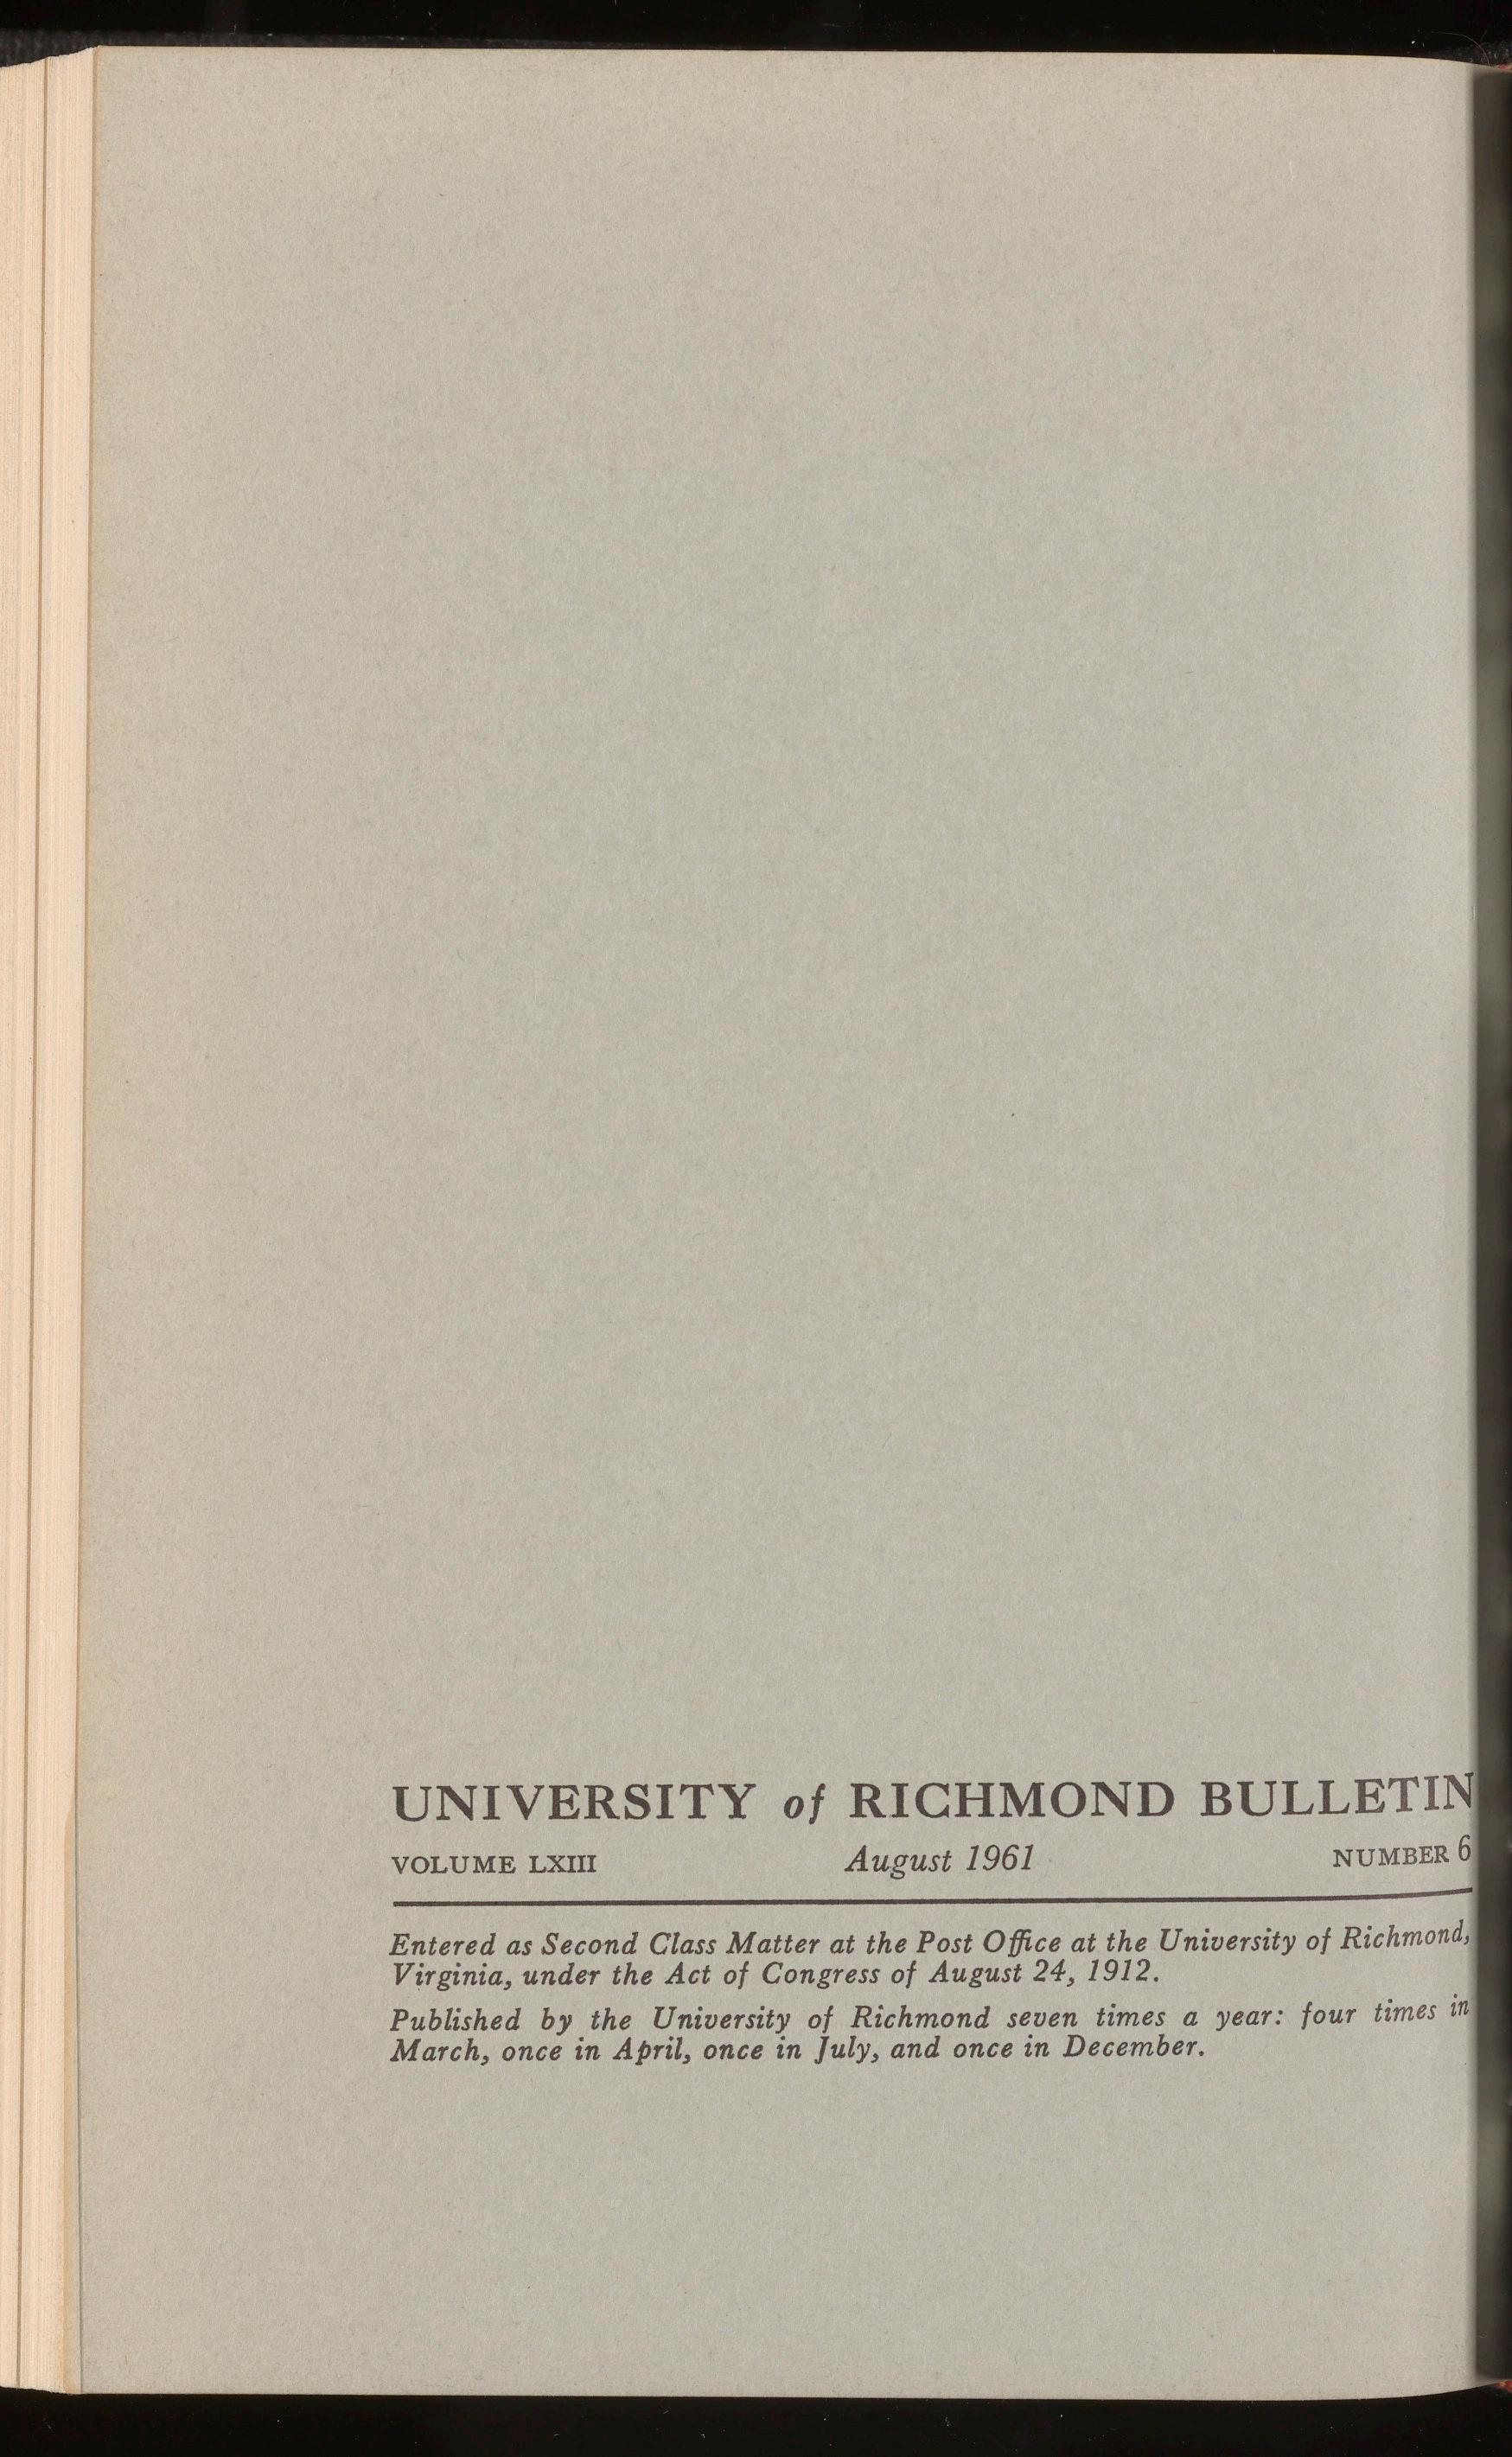 UNIVERSITY of RICHMOND BULLETIN
VOLUME LXIII August 1961 NUMBER 6
Entered as Second Class Matter at the Post Office at the University of Richmond,
Virginia, under the Act of Congress of August 24, 1912.
Published by the University of Richmond seven times a year: four times in
March, once in April, once in July, and once in December.